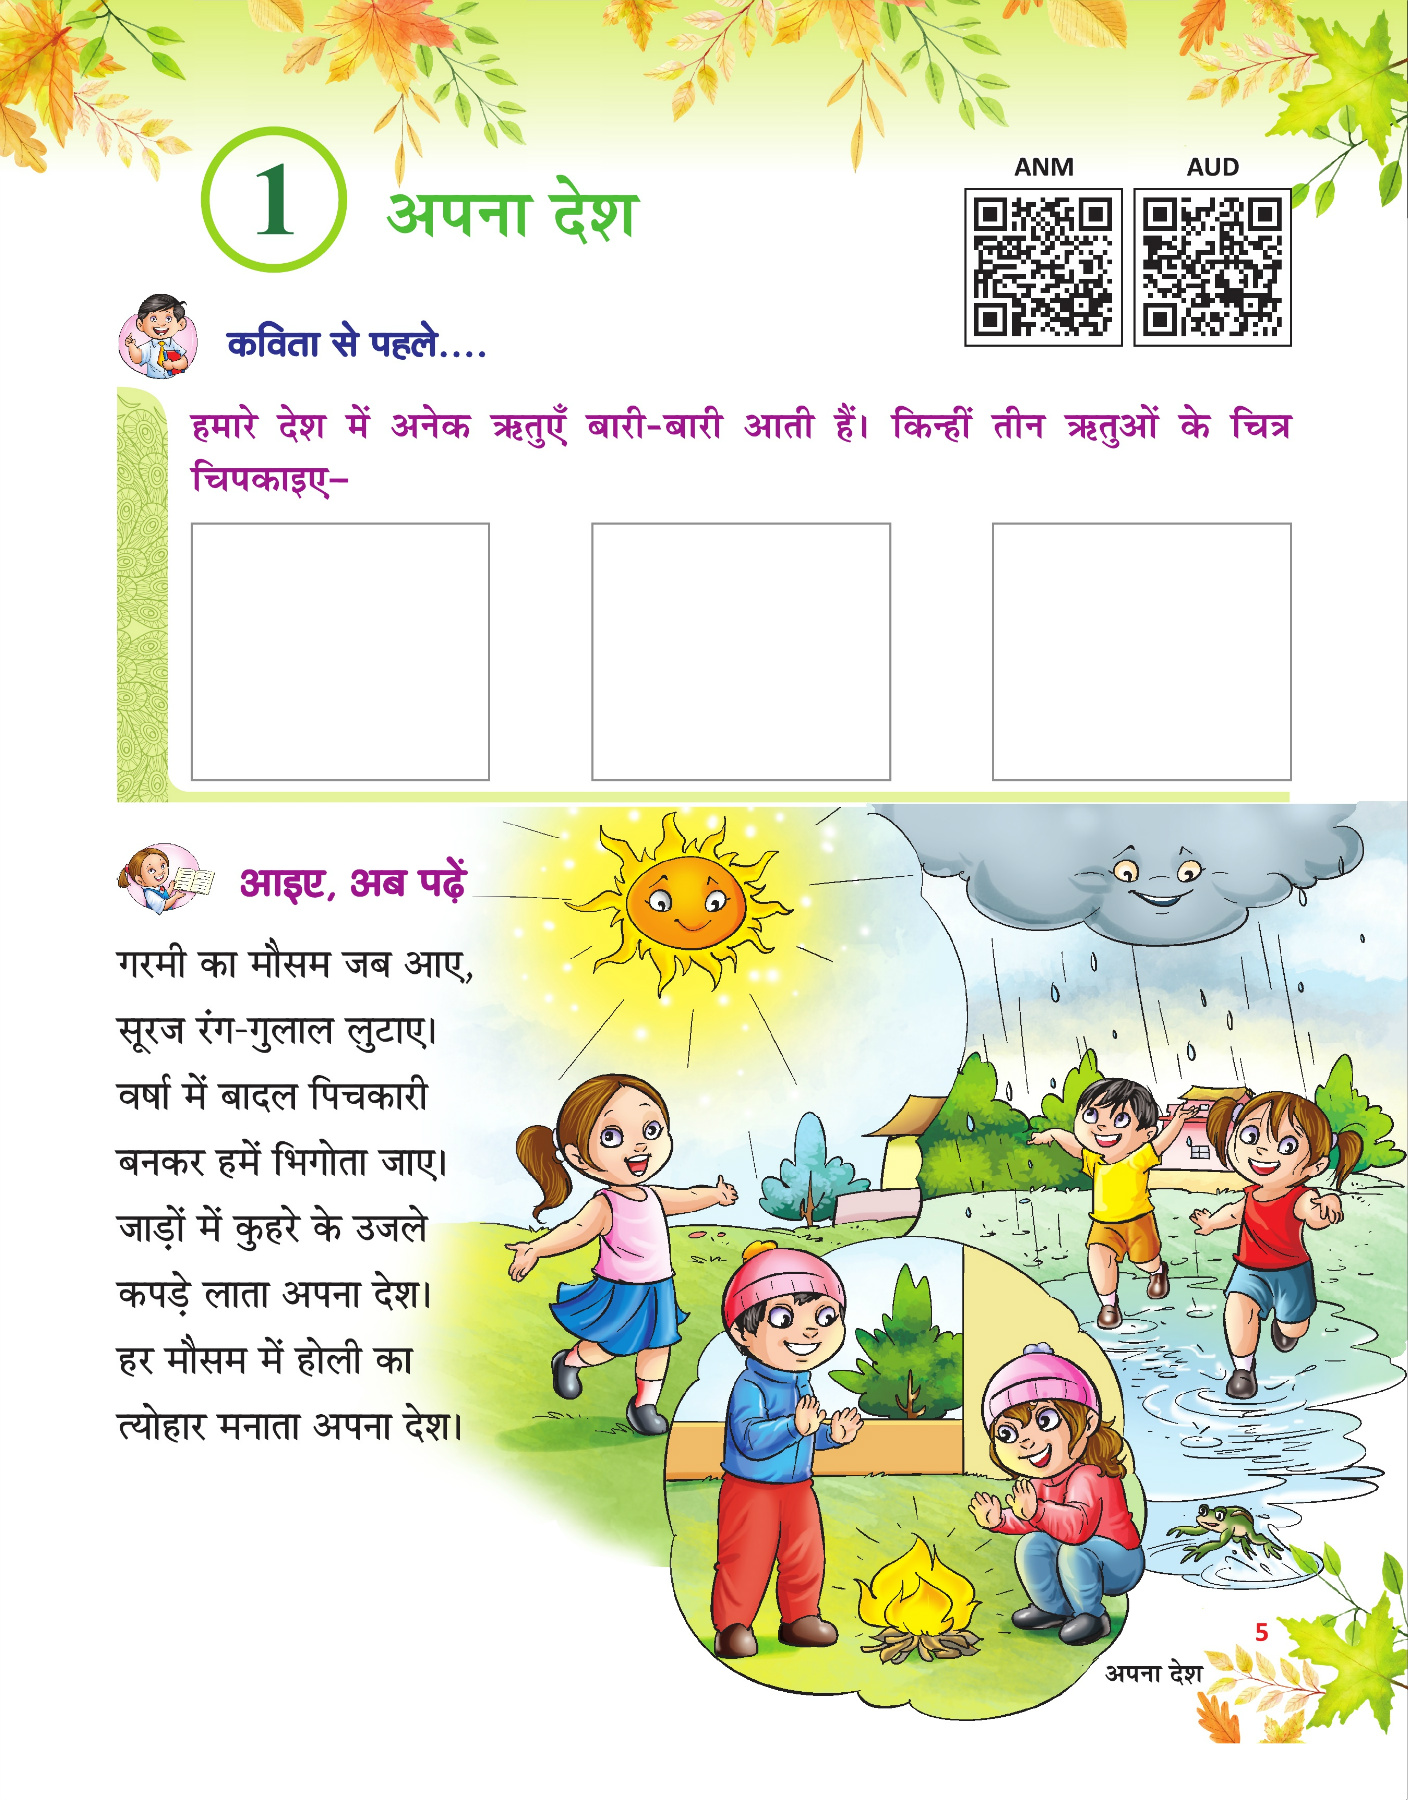 1
अपना देश
ANM
AUD
कविता से पहले....
हमारे देश में अनेक ऋतुएँ बारी-बारी आती हैं। किन्हीं तीन ऋतुओं के चित्र
चिपकाइए–
आइए, अब पढ़ें
गरमी का मौसम जब आए,
सूरज रंग-गुलाल लुटाए।
वर्षा में बादल पिचकारी
बनकर हमें भिगोता जाए।
जाड़ों में कुहरे के उजले
कपड़े लाता अपना देश।
हर मौसम में होली का
त्योहार मनाता अपना देश।
5
अपना देश